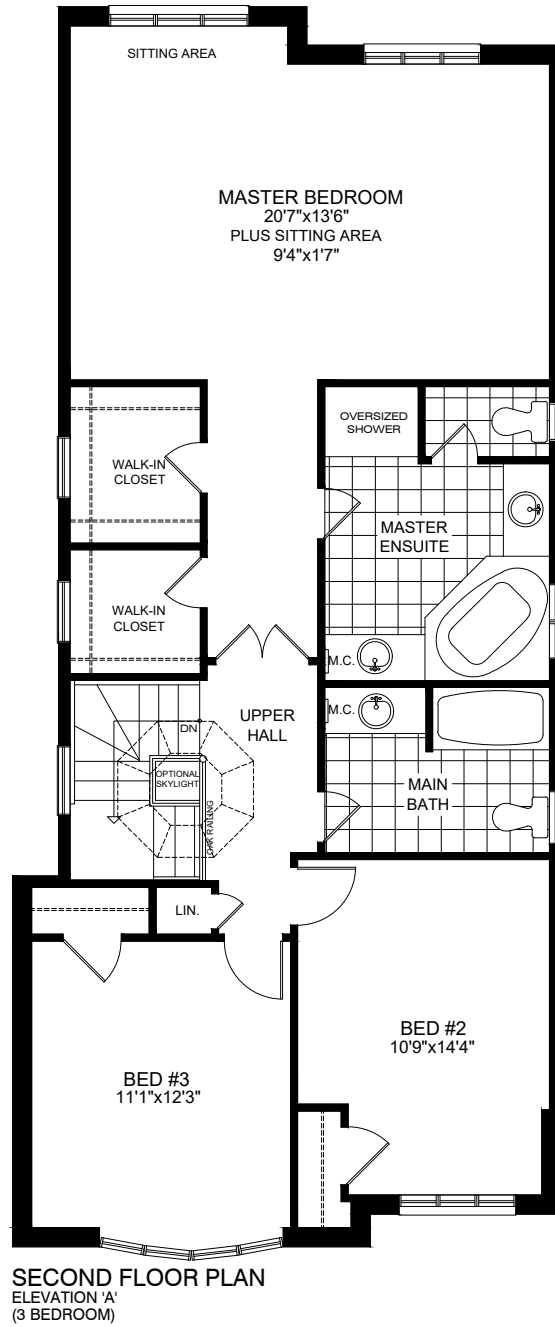 SITTING AREA
MASTER BEDROOM
20'7"x13'6"
PLUS SITTING AREA
9'4"x1'7"
OVERSIZED
SHOWER
WALK-IN
CLOSET
MASTER
ENSUITE
WALK-IN
CLOSET
M.C.
M.C.
UPPER
HALL
DN
OPTIONAL
SKYLIGHT
OAK RAILING
MAIN
BATH
LIN.
BED #2
10'9"x14'4"
BED #3
11'1"x12'3"
SECOND FLOOR PLAN
ELEVATION 'A'
(3 BEDROOM)